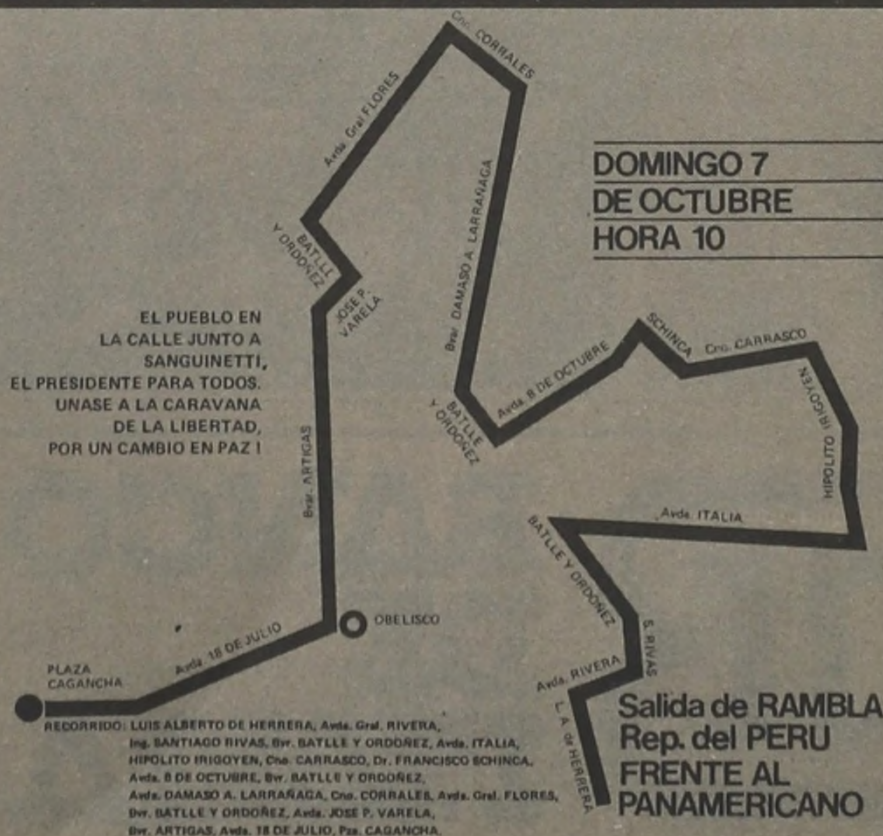 Cno. CORRALES
Avda. Gral FLORES
BATLLE
Y ORDOÑEZ
JOSE P.
VARELA
Bvar. DAMASO A. LARRAÑAGA
DOMINGO 7
DE OCTUBRE
HORA 10
EL PUEBLO EN
LA CALLE JUNTO A
SANGUINETTI,
EL PRESIDENTE PARA TODOS.
UNASE A LA CARAVANA
DE LA LIBERTAD,
POR UN CAMBIO EN PAZ !
Bvar. ARTIGAS
BATLLE
Y ORDOÑEZ
Avda. 8 DE OCTUBRE
SCHINCA
Cno. CARRASCO
HIPOLITO IRIGOYEN
Avda. ITALIA
BATLLE Y ORDOÑEZ
S. RIVAS
Avda. RIVERA
L. A. de HERRERA
OBELISCO
Avda. 18 DE JULIO
PLAZA
CAGANCHA
Salida de RAMBLA
Rep. del PERU
FRENTE AL
PANAMERICANO
RECORRIDO: LUIS ALBERTO DE HERRERA, Avda. Gral. RIVERA,
Ing. SANTIAGO RIVAS, Bvr. BATLLE Y ORDOÑEZ, Avda. ITALIA,
HIPOLITO IRIGOYEN, Cno. CARRASCO, Dr. FRANCISCO SCHINCA,
Avda. 8 DE OCTUBRE, Bvr. BATLLE Y ORDOÑEZ,
Avda. DAMASO A. LARRAÑAGA, Cno. CORRALES, Avda. Gral. FLORES,
Bvr. BATLLE Y ORDOÑEZ, Avda. JOSE P. VARELA,
Bvr. ARTIGAS, Avda. 18 DE JULIO, Pza. CAGANCHA.